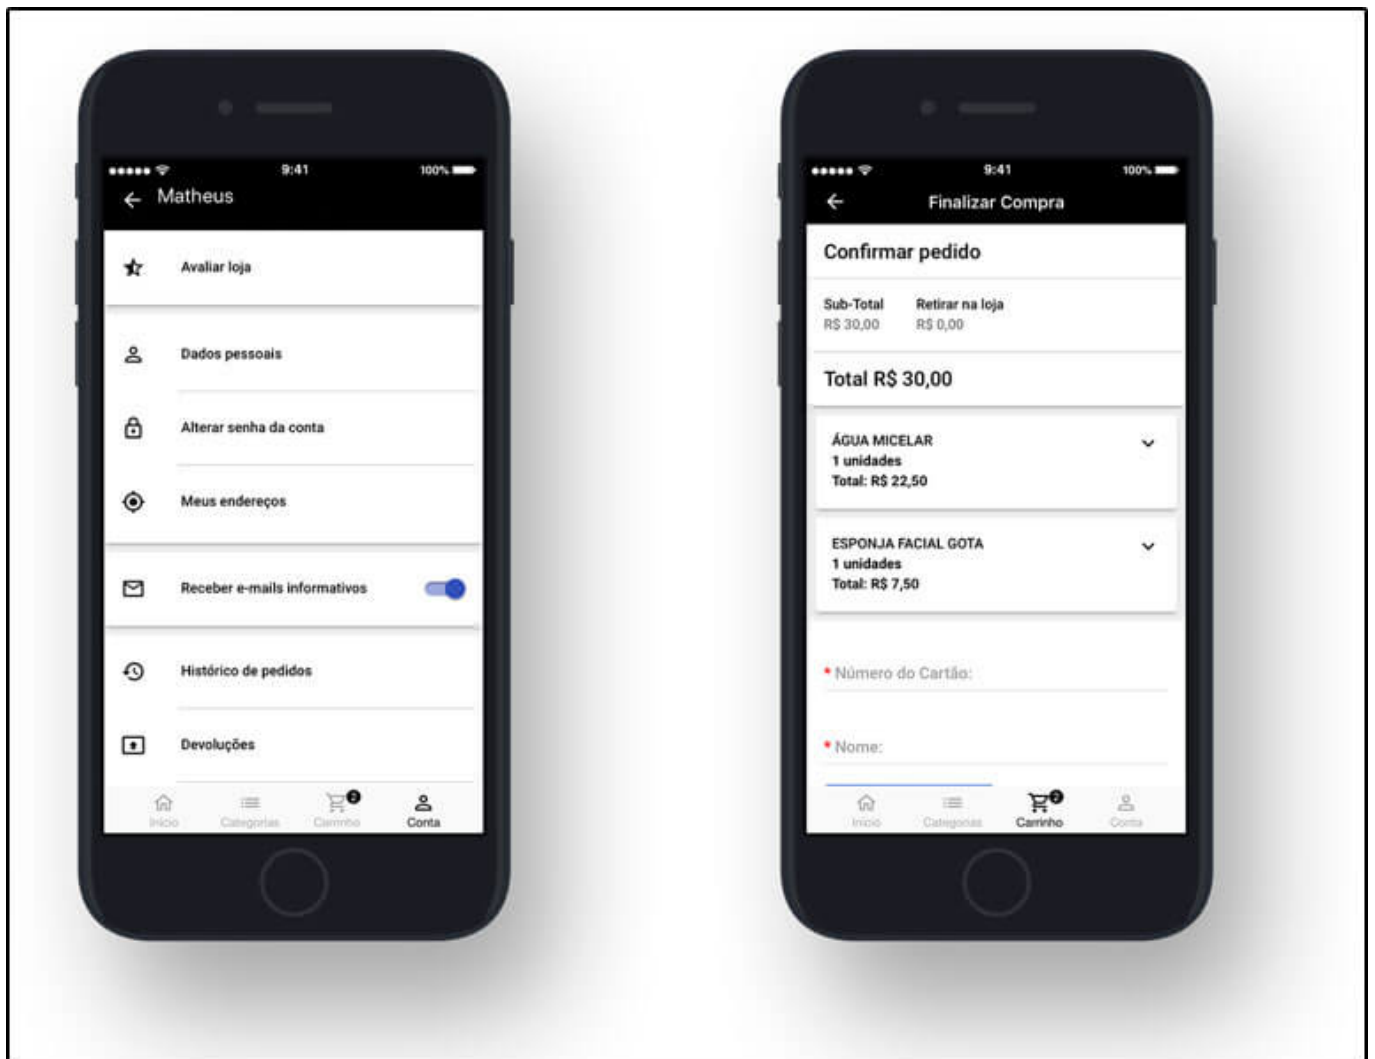 9:41
100%
Matheus
Avaliar loja
Dados pessoais
Alterar senha da conta
Meus endereços
Receber e-mails informativos
Histórico de pedidos
Devoluções
2
Início Categorias Carrinho Conta
9:41
100%
Finalizar Compra
Confirmar pedido
Sub-Total Retirar na loja
R$ 30,00 R$ 0,00
Total R$ 30,00
ÁGUA MICELAR
1 unidades
Total: R$ 22,50
ESPONJA FACIAL GOTA
1 unidades
Total: R$ 7,50
* Número do Cartão:
* Nome:
2
Início Categorias Carrinho Conta